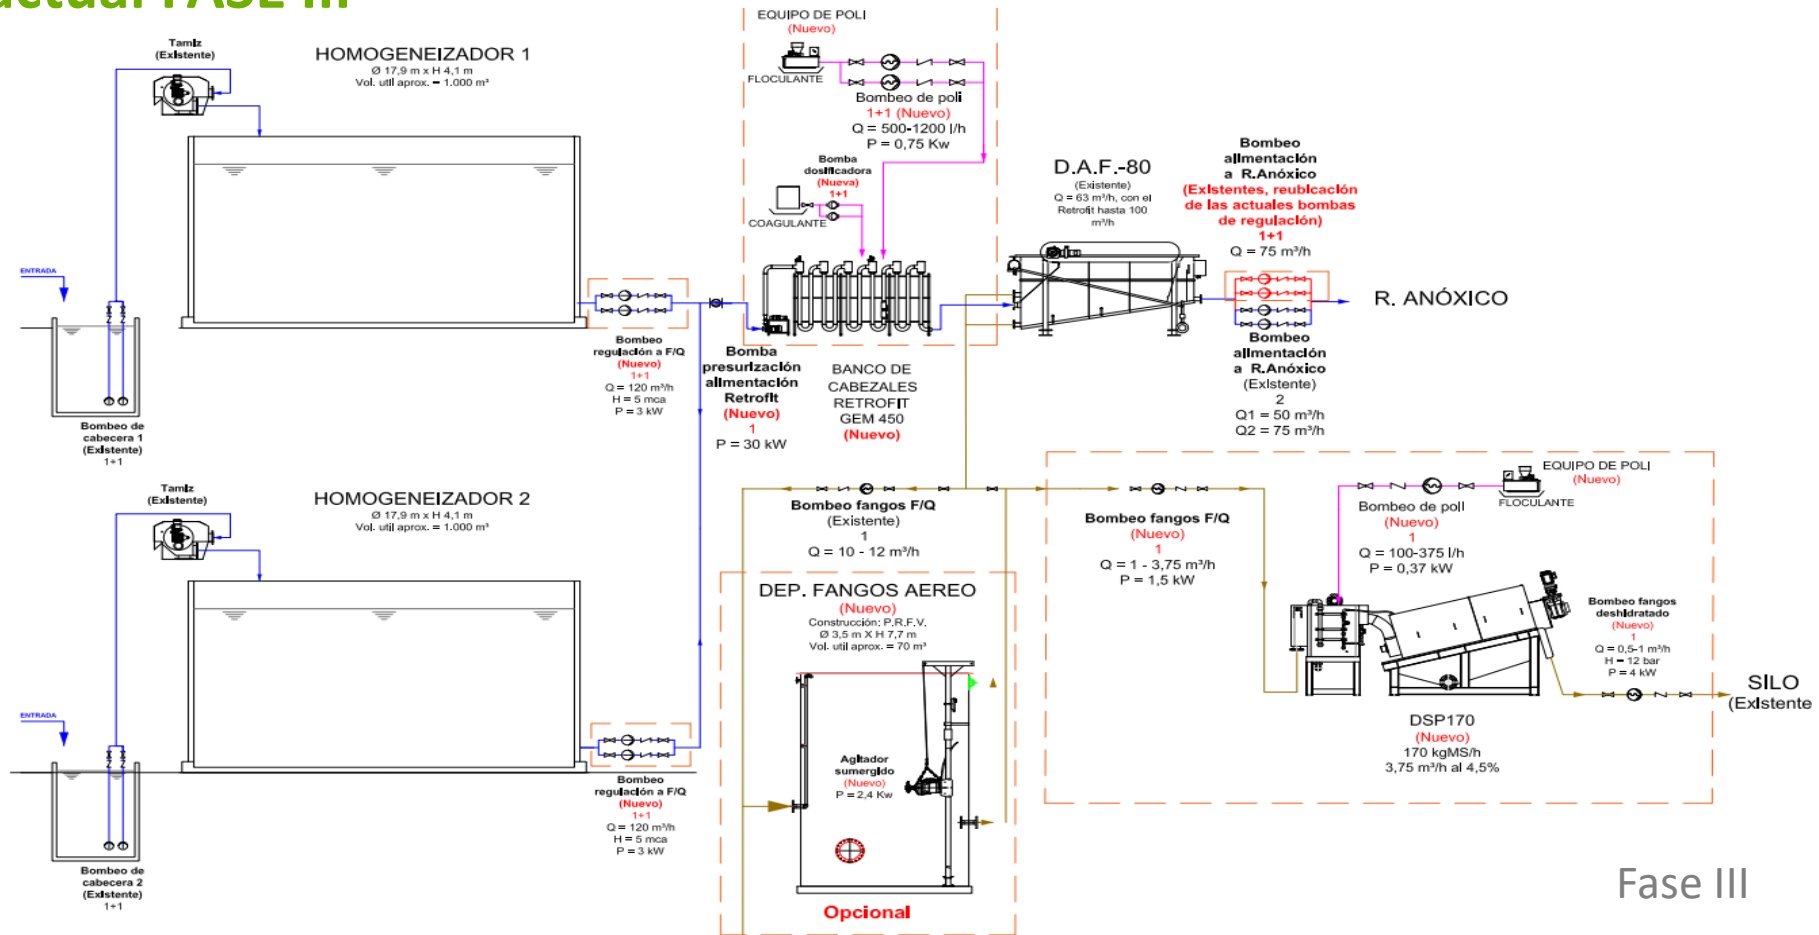 actual FASE III
Tamiz
(Existente)
HOMOGENEIZADOR 1
Ø 17,9 m x H 4,1 m
Vol. util aprox. = 1.000 m³
ENTRADA
Bombeo de
cabecera 1
(Existente)
1+1
Bombeo
regulación a F/Q
(Nuevo)
1+1
Q = 120 m³/h
H = 5 mca
P = 3 kW
EQUIPO DE POLI
(Nuevo)
FLOCULANTE
Bombeo de poli
1+1 (Nuevo)
Q = 500-1200 l/h
P = 0,75 Kw
Bomba
dosificadora
(Nueva)
1+1
COAGULANTE
Bomba
presurización
alimentación
Retrofit
(Nuevo)
1
P = 30 kW
BANCO DE
CABEZALES
RETROFIT
GEM 450
(Nuevo)
D.A.F.-80
(Existente)
Q = 63 m³/h, con el
Retrofit hasta 100
m³/h
Bombeo
alimentación
a R.Anóxico
(Existentes, reubicación
de las actuales bombas
de regulación)
1+1
Q = 75 m³/h
R. ANÓXICO
Bombeo
alimentación
a R.Anóxico
(Existente)
2
Q1 = 50 m³/h
Q2 = 75 m³/h
Tamiz
(Existente)
HOMOGENEIZADOR 2
Ø 17,9 m x H 4,1 m
Vol. util aprox. = 1.000 m³
ENTRADA
Bombeo de
cabecera 2
(Existente)
1+1
Bombeo
regulación a F/Q
(Nuevo)
1+1
Q = 120 m³/h
H = 5 mca
P = 3 kW
Bombeo fangos F/Q
(Existente)
1
Q = 10 - 12 m³/h
DEP. FANGOS AEREO
(Nuevo)
Construcción: P.R.F.V.
Ø 3,5 m X H 7,7 m
Vol. util aprox. = 70 m³
Agitador
sumergido
(Nuevo)
P = 2,4 Kw
Opcional
Bombeo fangos F/Q
(Nuevo)
1
Q = 1 - 3,75 m³/h
P = 1,5 kW
EQUIPO DE POLI
(Nuevo)
FLOCULANTE
Bombeo de poli
(Nuevo)
1
Q = 100-375 l/h
P = 0,37 kW
Bombeo fangos
deshidratado
(Nuevo)
1
Q = 0,5-1 m³/h
H = 12 bar
P = 4 kW
DSP170
(Nuevo)
170 kgMS/h
3,75 m³/h al 4,5%
SILO
(Existente
Fase III